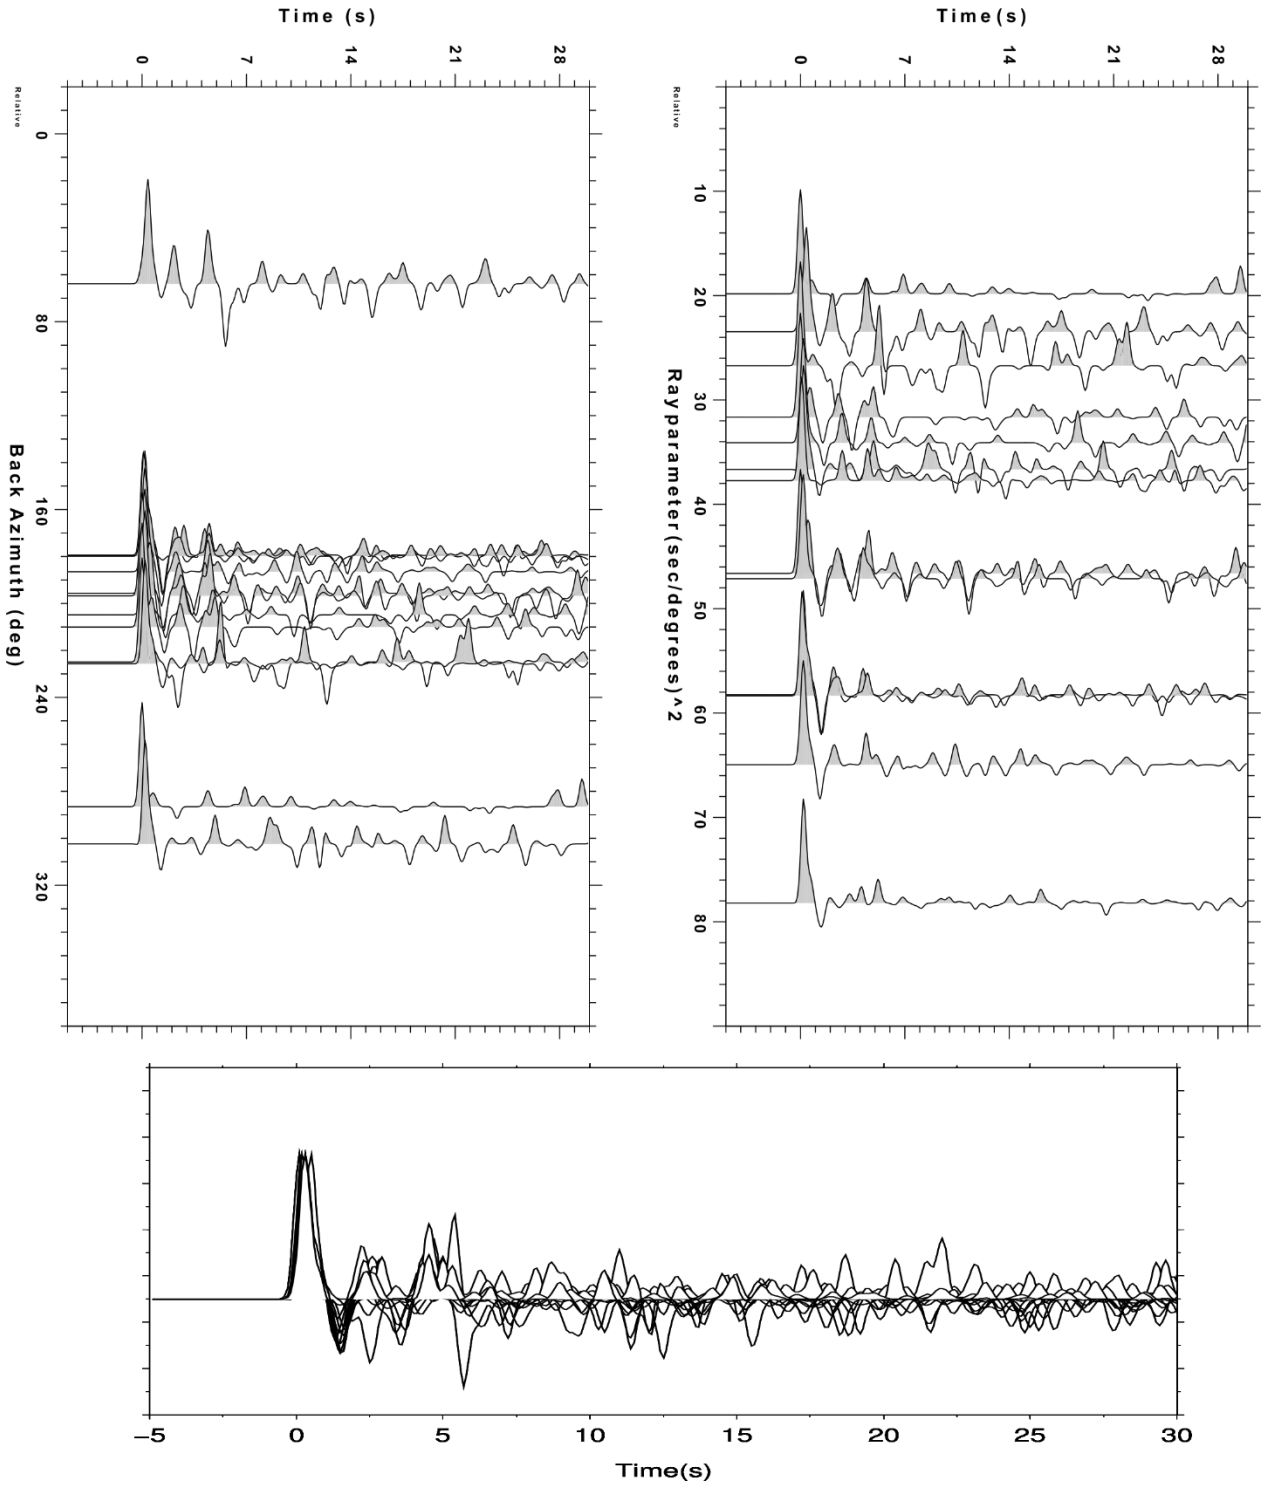 Time (s)
0 7 14 21 28
Relative
0
80
160
240
320
Back Azimuth (deg)
Time(s)
0 7 14 21 28
Relative
10
20
30
40
50
60
70
80
Rayparameter(sec/degrees)^2
−5 0 5 10 15 20 25 30
Time(s)